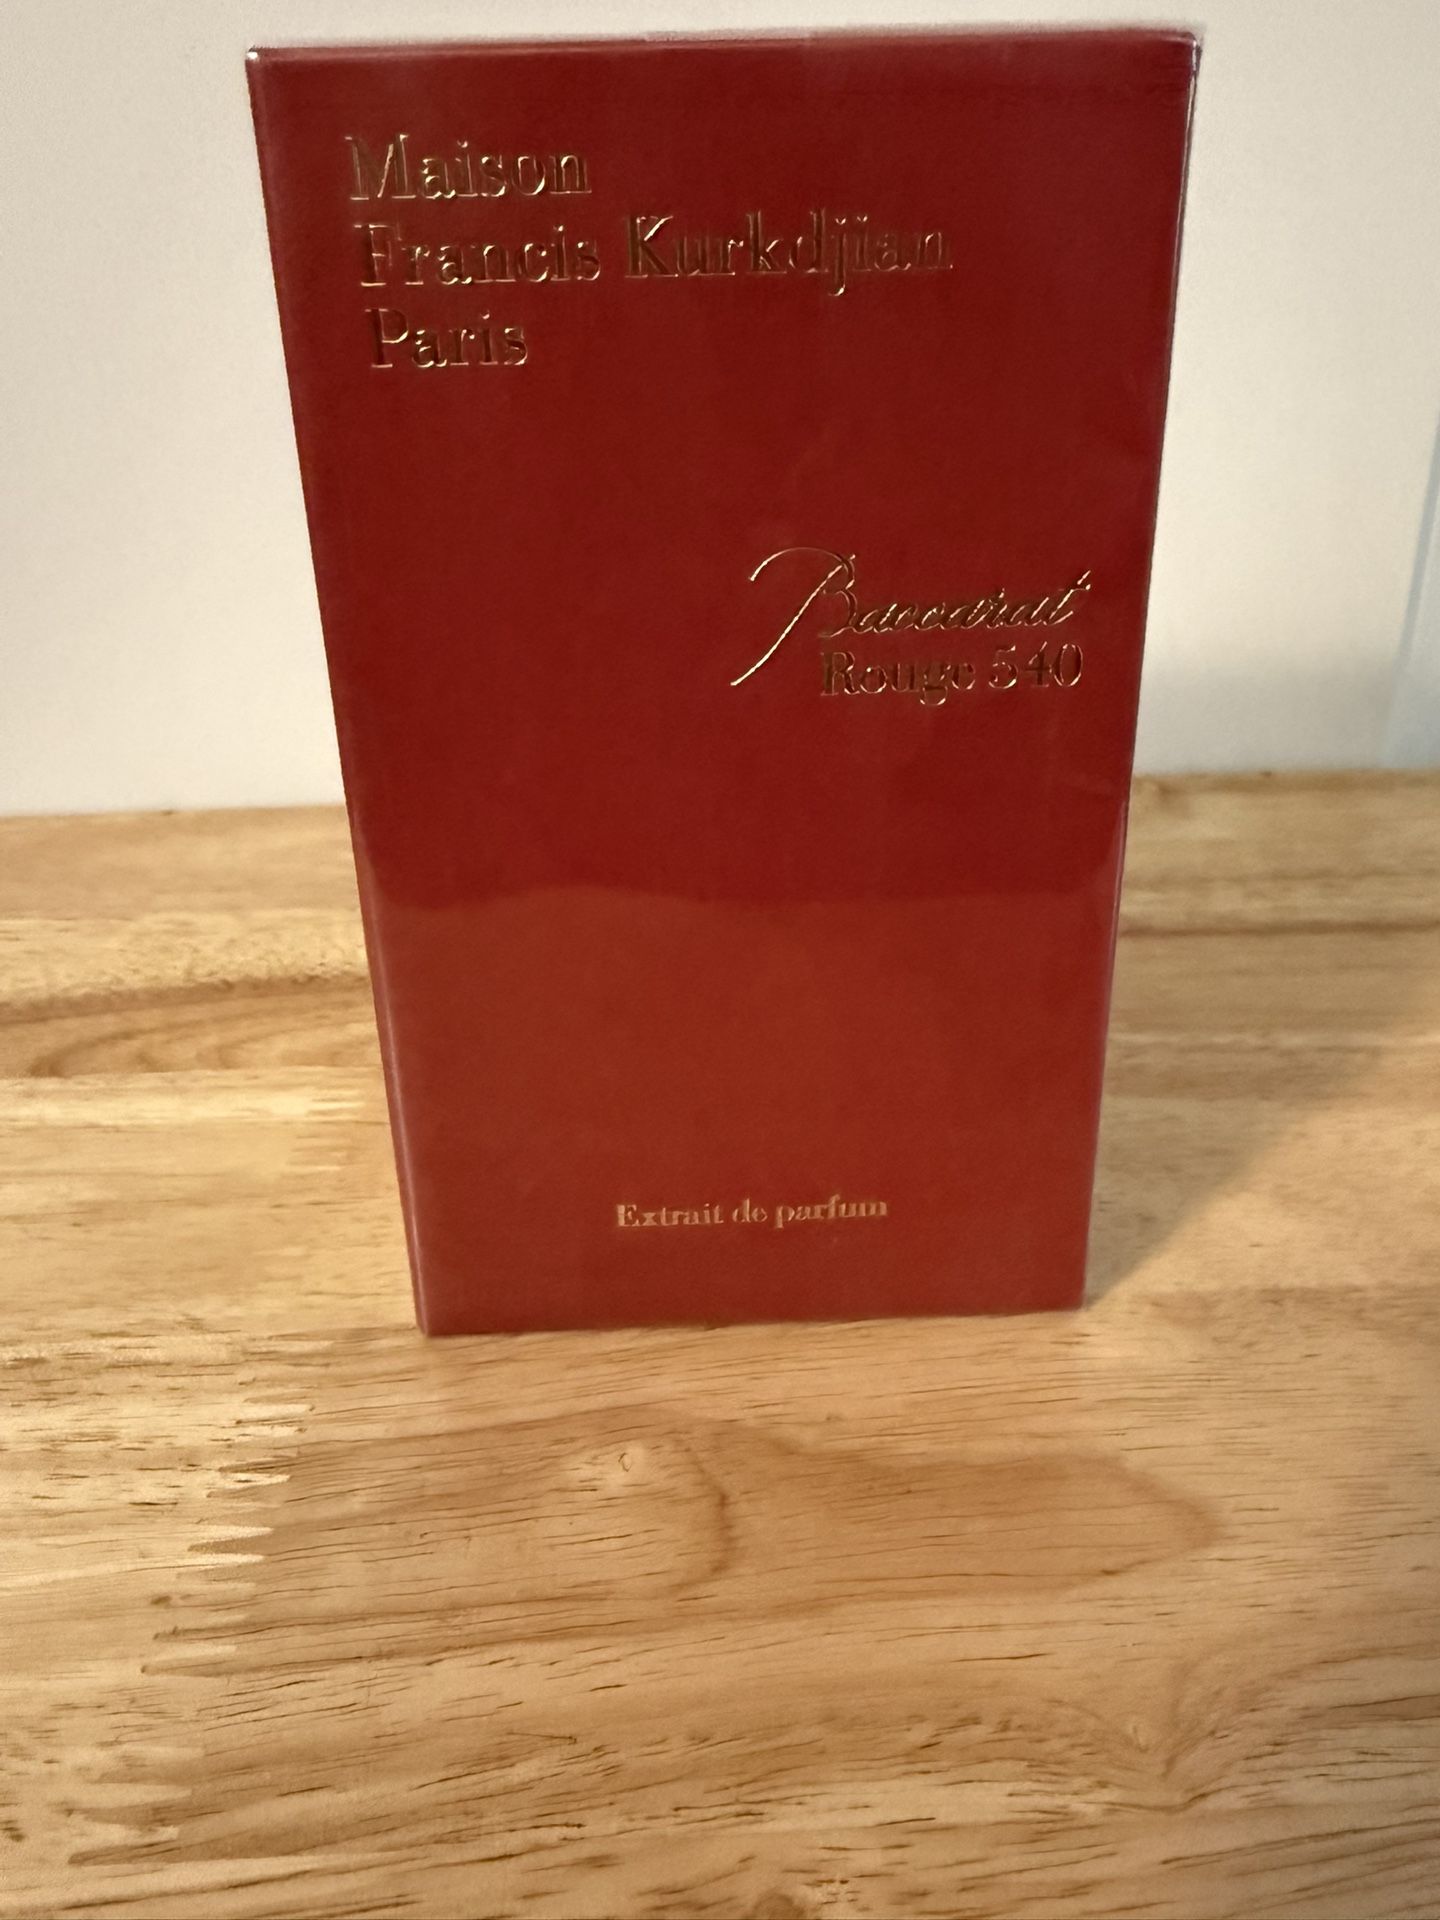 Maison
Francis Kurkdjian
Paris
Baccarat
Rouge 540
Extrait de parfum